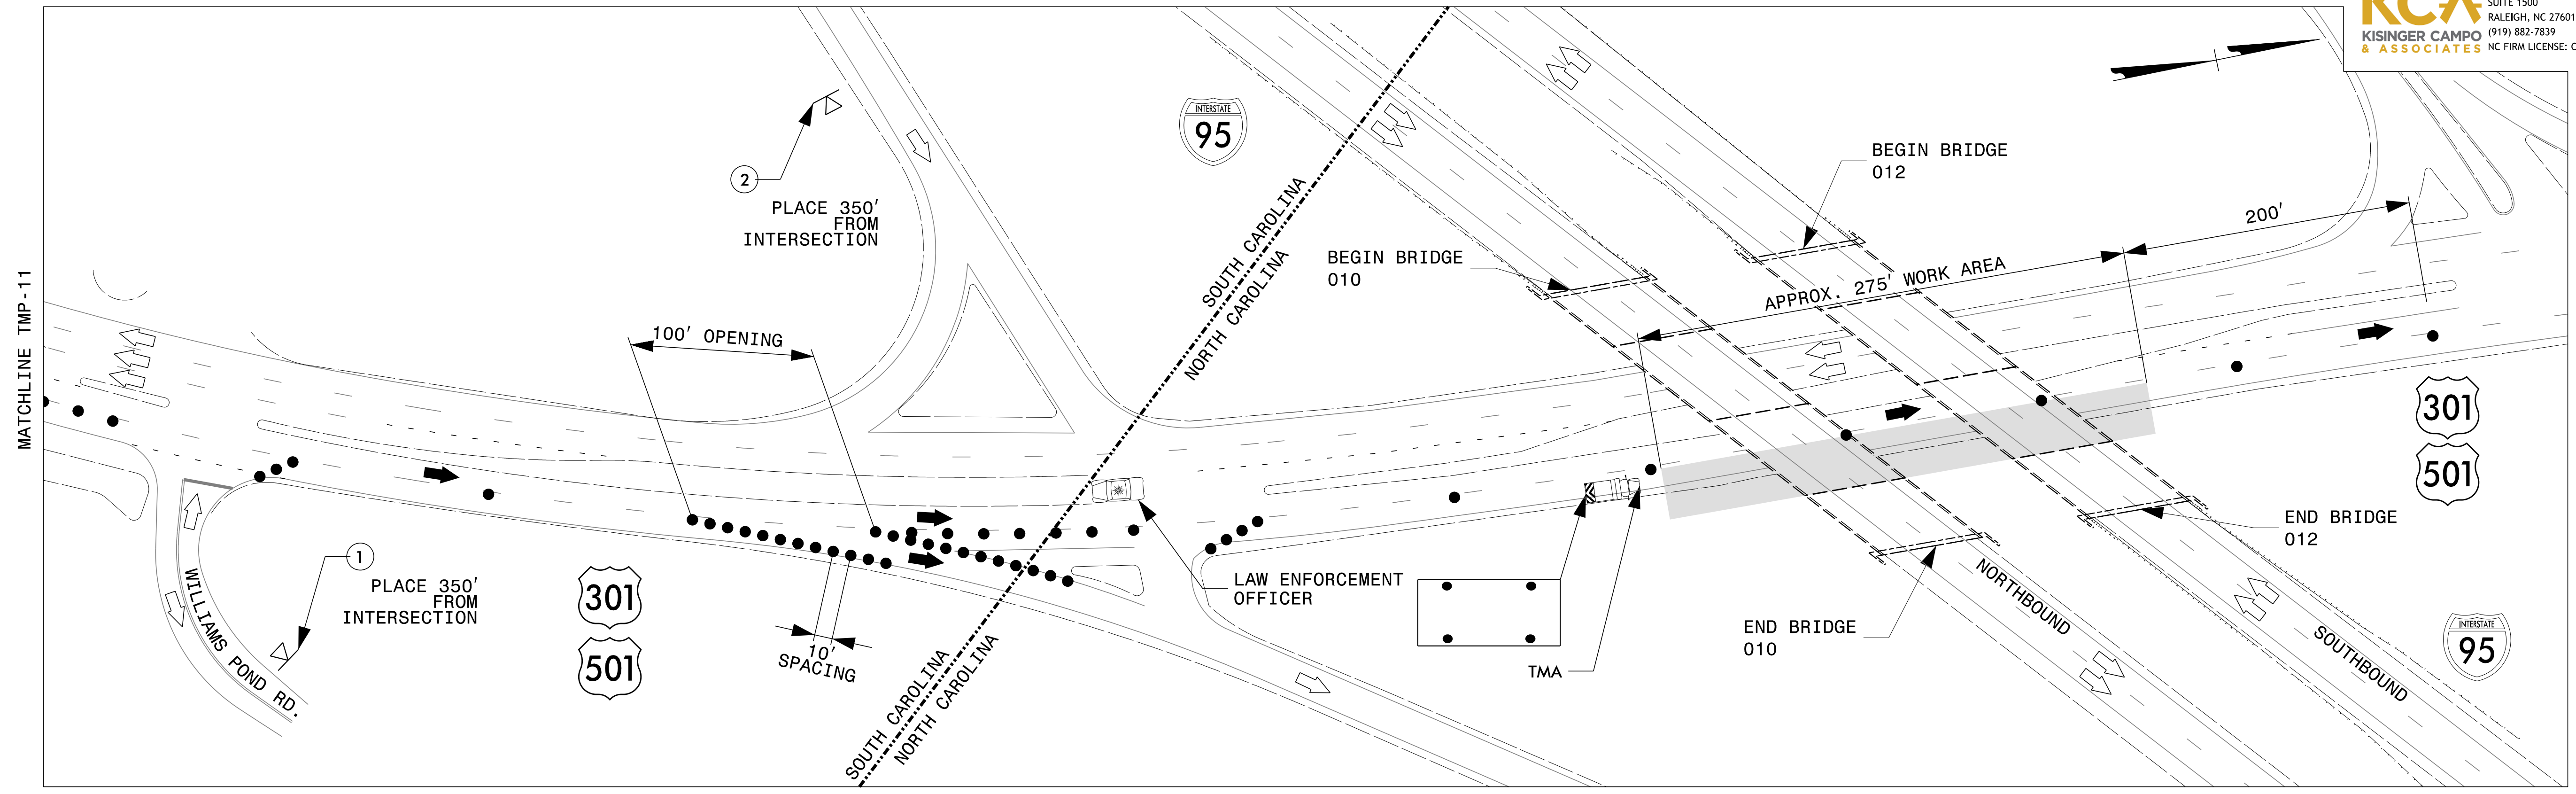 KCA
SUITE 1500
RALEIGH, NC 27601
KISINGER CAMPO
(919) 882-7839
& ASSOCIATES
NC FIRM LICENSE: C
MATCHLINE TMP-11
2
PLACE 350'
FROM
INTERSECTION
INTERSTATE
95
SOUTH CAROLINA
NORTH CAROLINA
BEGIN BRIDGE
010
BEGIN BRIDGE
012
APPROX. 275' WORK AREA
200'
100' OPENING
301
501
1
PLACE 350'
FROM
INTERSECTION
WILLIAMS POND RD.
301
501
10'
SPACING
SOUTH CAROLINA
NORTH CAROLINA
LAW ENFORCEMENT
OFFICER
TMA
END BRIDGE
010
END BRIDGE
012
NORTHBOUND
SOUTHBOUND
INTERSTATE
95